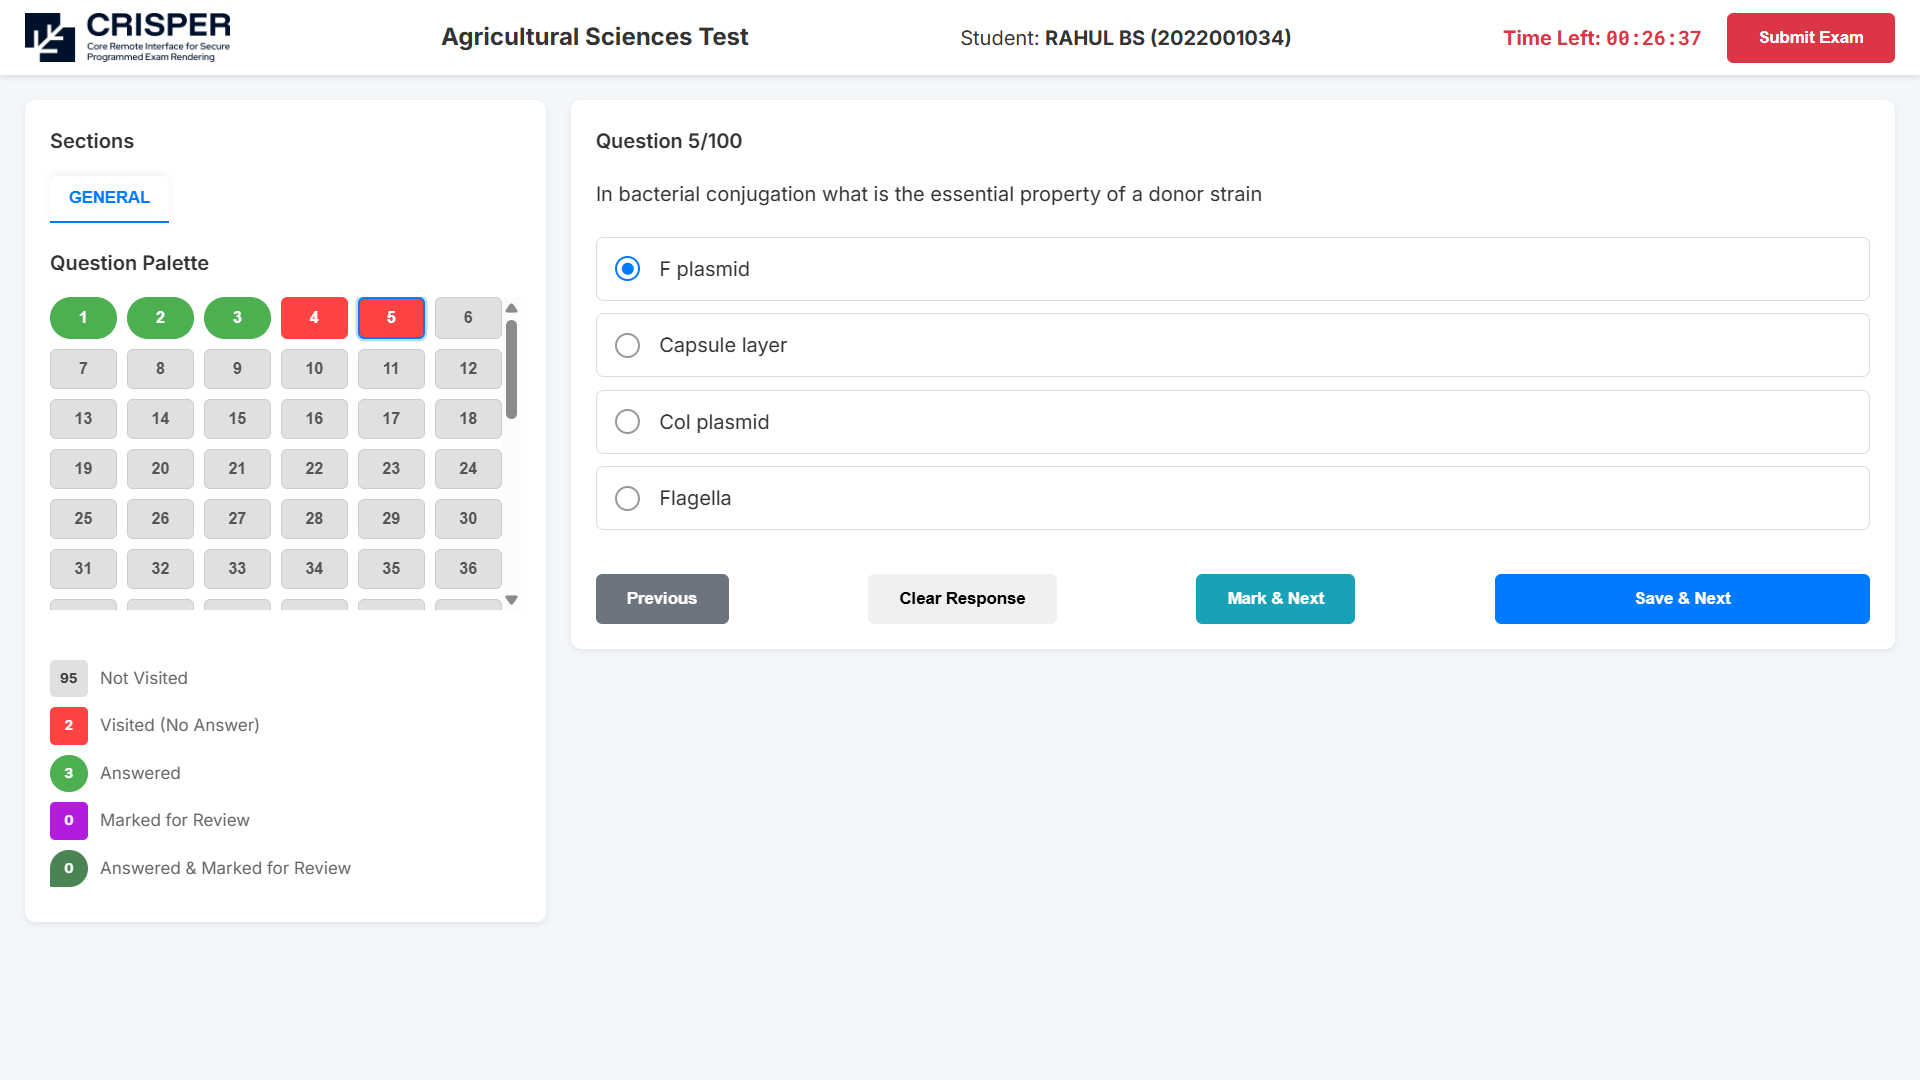 CRISPER
Core Remote Interface for Secure
Programmed Exam Rendering
Agricultural Sciences Test
Student: RAHUL BS (2022001034)
Time Left: 00:26:37
Submit Exam
Sections
GENERAL
Question Palette
1 2 3 4 5 6
7 8 9 10 11 12
13 14 15 16 17 18
19 20 21 22 23 24
25 26 27 28 29 30
31 32 33 34 35 36
95 Not Visited
2 Visited (No Answer)
3 Answered
0 Marked for Review
0 Answered & Marked for Review
Question 5/100
In bacterial conjugation what is the essential property of a donor strain
F plasmid
Capsule layer
Col plasmid
Flagella
Previous
Clear Response
Mark & Next
Save & Next